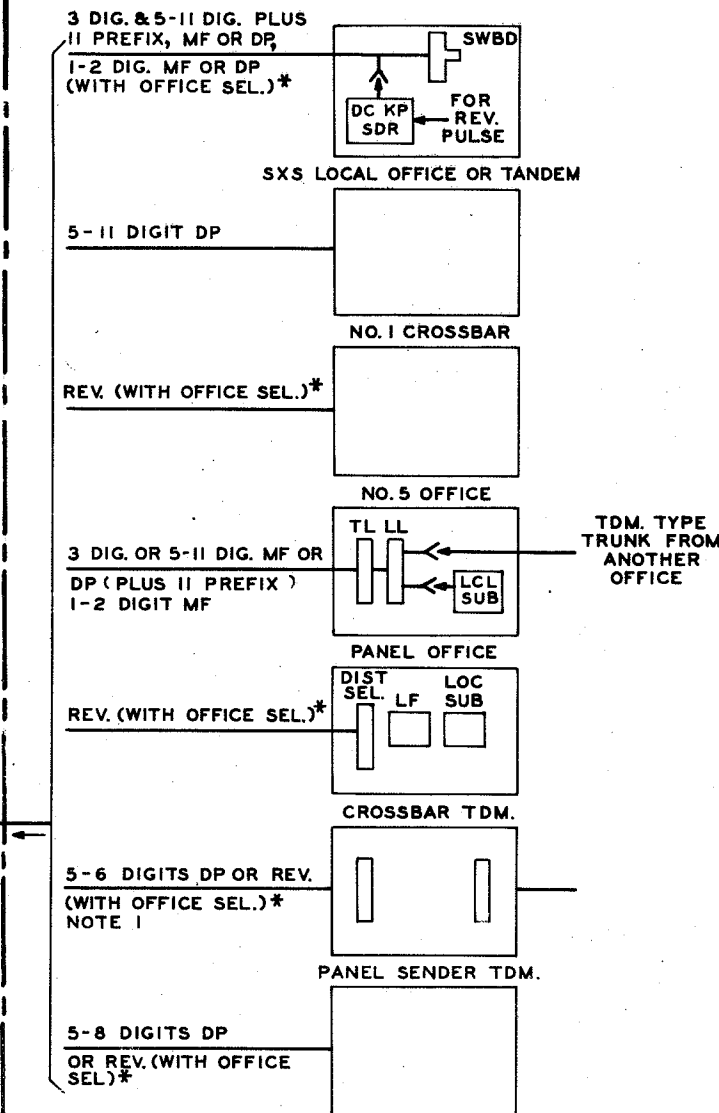 3 DIG. & 5-11 DIG. PLUS
11 PREFIX, MF OR DP,
1-2 DIG. MF OR DP
(WITH OFFICE SEL.)*
SWBD
DC KP
SDR
FOR
REV.
PULSE
SXS LOCAL OFFICE OR TANDEM
5-11 DIGIT DP
NO. 1 CROSSBAR
REV. (WITH OFFICE SEL.)*
NO. 5 OFFICE
TL LL
LCL
SUB
TDM. TYPE
TRUNK FROM
ANOTHER
OFFICE
3 DIG. OR 5-11 DIG. MF OR
DP (PLUS 11 PREFIX)
1-2 DIGIT MF
PANEL OFFICE
DIST
SEL.
LF
LOC
SUB
REV. (WITH OFFICE SEL.)*
CROSSBAR TDM.
5-6 DIGITS DP OR REV.
(WITH OFFICE SEL.)*
NOTE 1
PANEL SENDER TDM.
5-8 DIGITS DP
OR REV. (WITH OFFICE
SEL)*